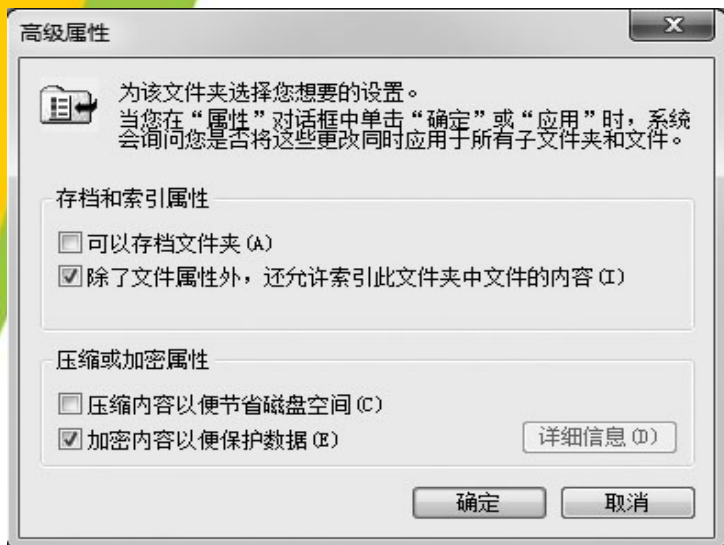 高级属性
为该文件夹选择您想要的设置。
当您在“属性”对话框中单击“确定”或“应用”时，系统
会询问您是否将这些更改同时应用于所有子文件夹和文件。
存档和索引属性
可以存档文件夹(A)
除了文件属性外，还允许索引此文件夹中文件的内容(I)
压缩或加密属性
压缩内容以便节省磁盘空间(C)
加密内容以便保护数据(E)
详细信息(D)
确定
取消